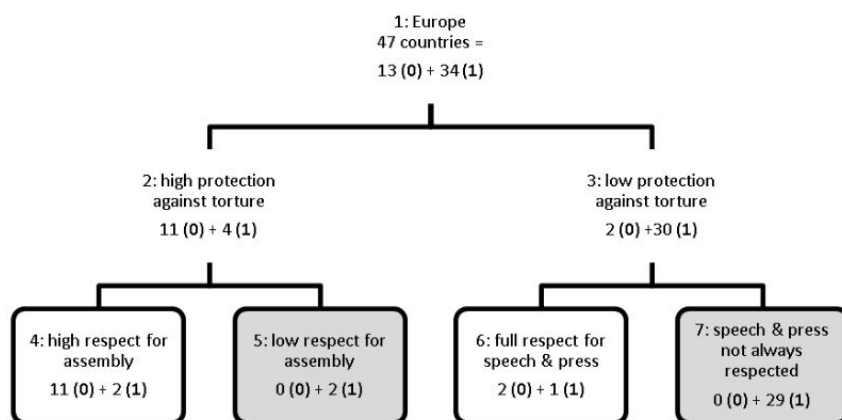 1: Europe
47 countries =
13 (0) + 34 (1)
2: high protection
against torture
11 (0) + 4 (1)
3: low protection
against torture
2 (0) +30 (1)
4: high respect for
assembly
11 (0) + 2 (1)
5: low respect for
assembly
0 (0) + 2 (1)
6: full respect for
speech & press
2 (0) + 1 (1)
7: speech & press
not always
respected
0 (0) + 29 (1)